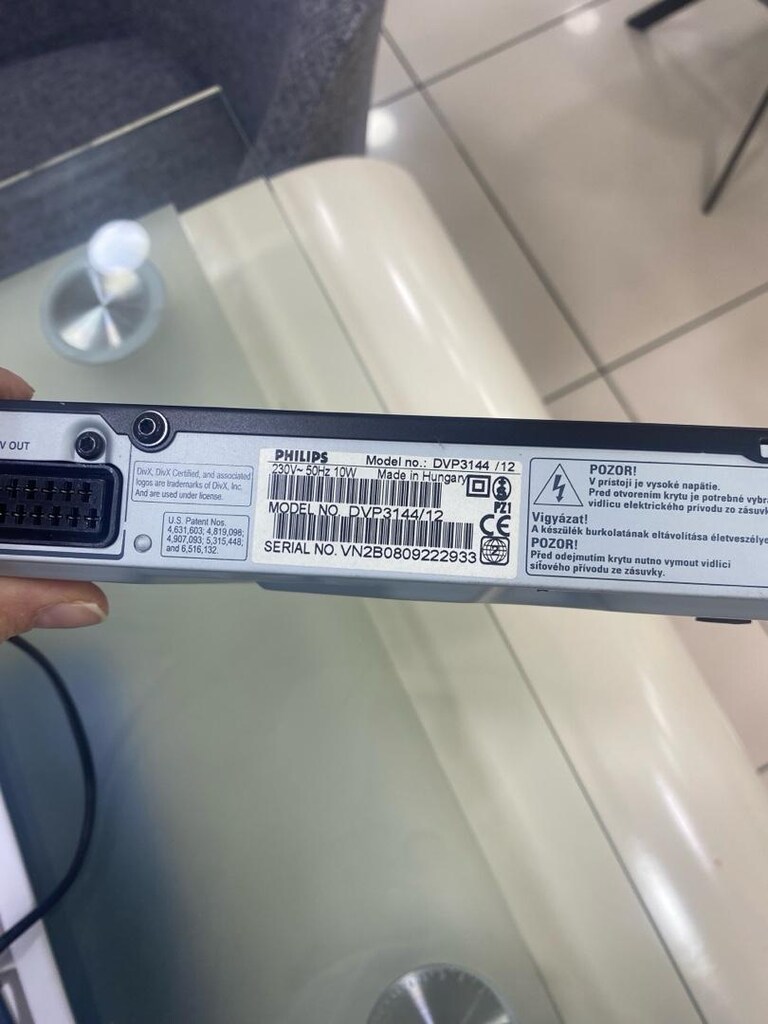 V OUT
DivX, DivX Certified, and associated
logos are trademarks of DivX, Inc.
And are used under license.
U.S. Patent Nos.
4,631,603; 4,819,098;
4,907,093; 5,315,448;
and 6,516,132.
PHILIPS
Model no.: DVP3144 /12
230V~ 50Hz 10W
Made in Hungary
PZ1
MODEL NO. DVP3144/12
CE
SERIAL NO. VN2B0809222933
POZOR!
V prístoji je vysoké napätie.
Pred otvorením krytu je potrebné vybra
vidlicu elektrického prívodu zo zásuvk
Vigyázat!
A készülék burkolatának eltávolítása életveszélye
POZOR!
Před odejmutím krytu nutno vymout vidlici
síťového přívodu ze zásuvky.